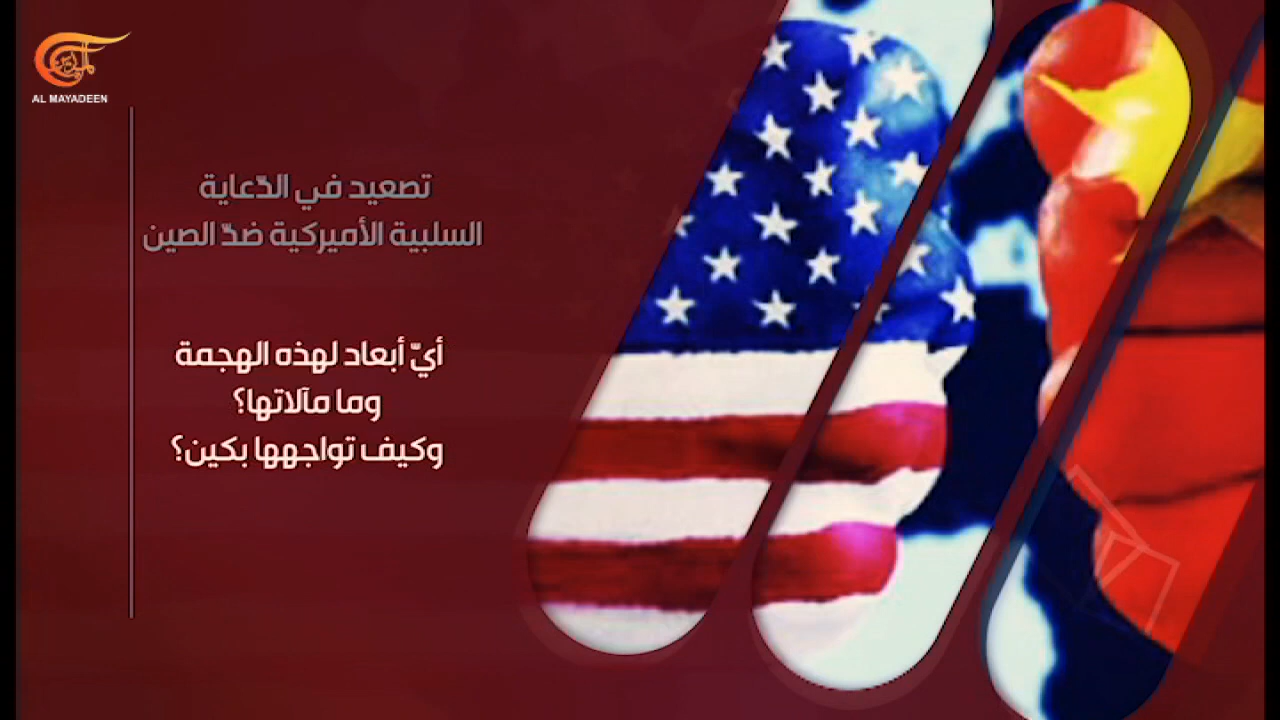 AL MAYADEEN
تصعيد في الدّعاية
السلبية الأميركية ضدّ الصين
أيّ أبعاد لهذه الهجمة
وما مآلاتها؟
وكيف تواجهها بكين؟